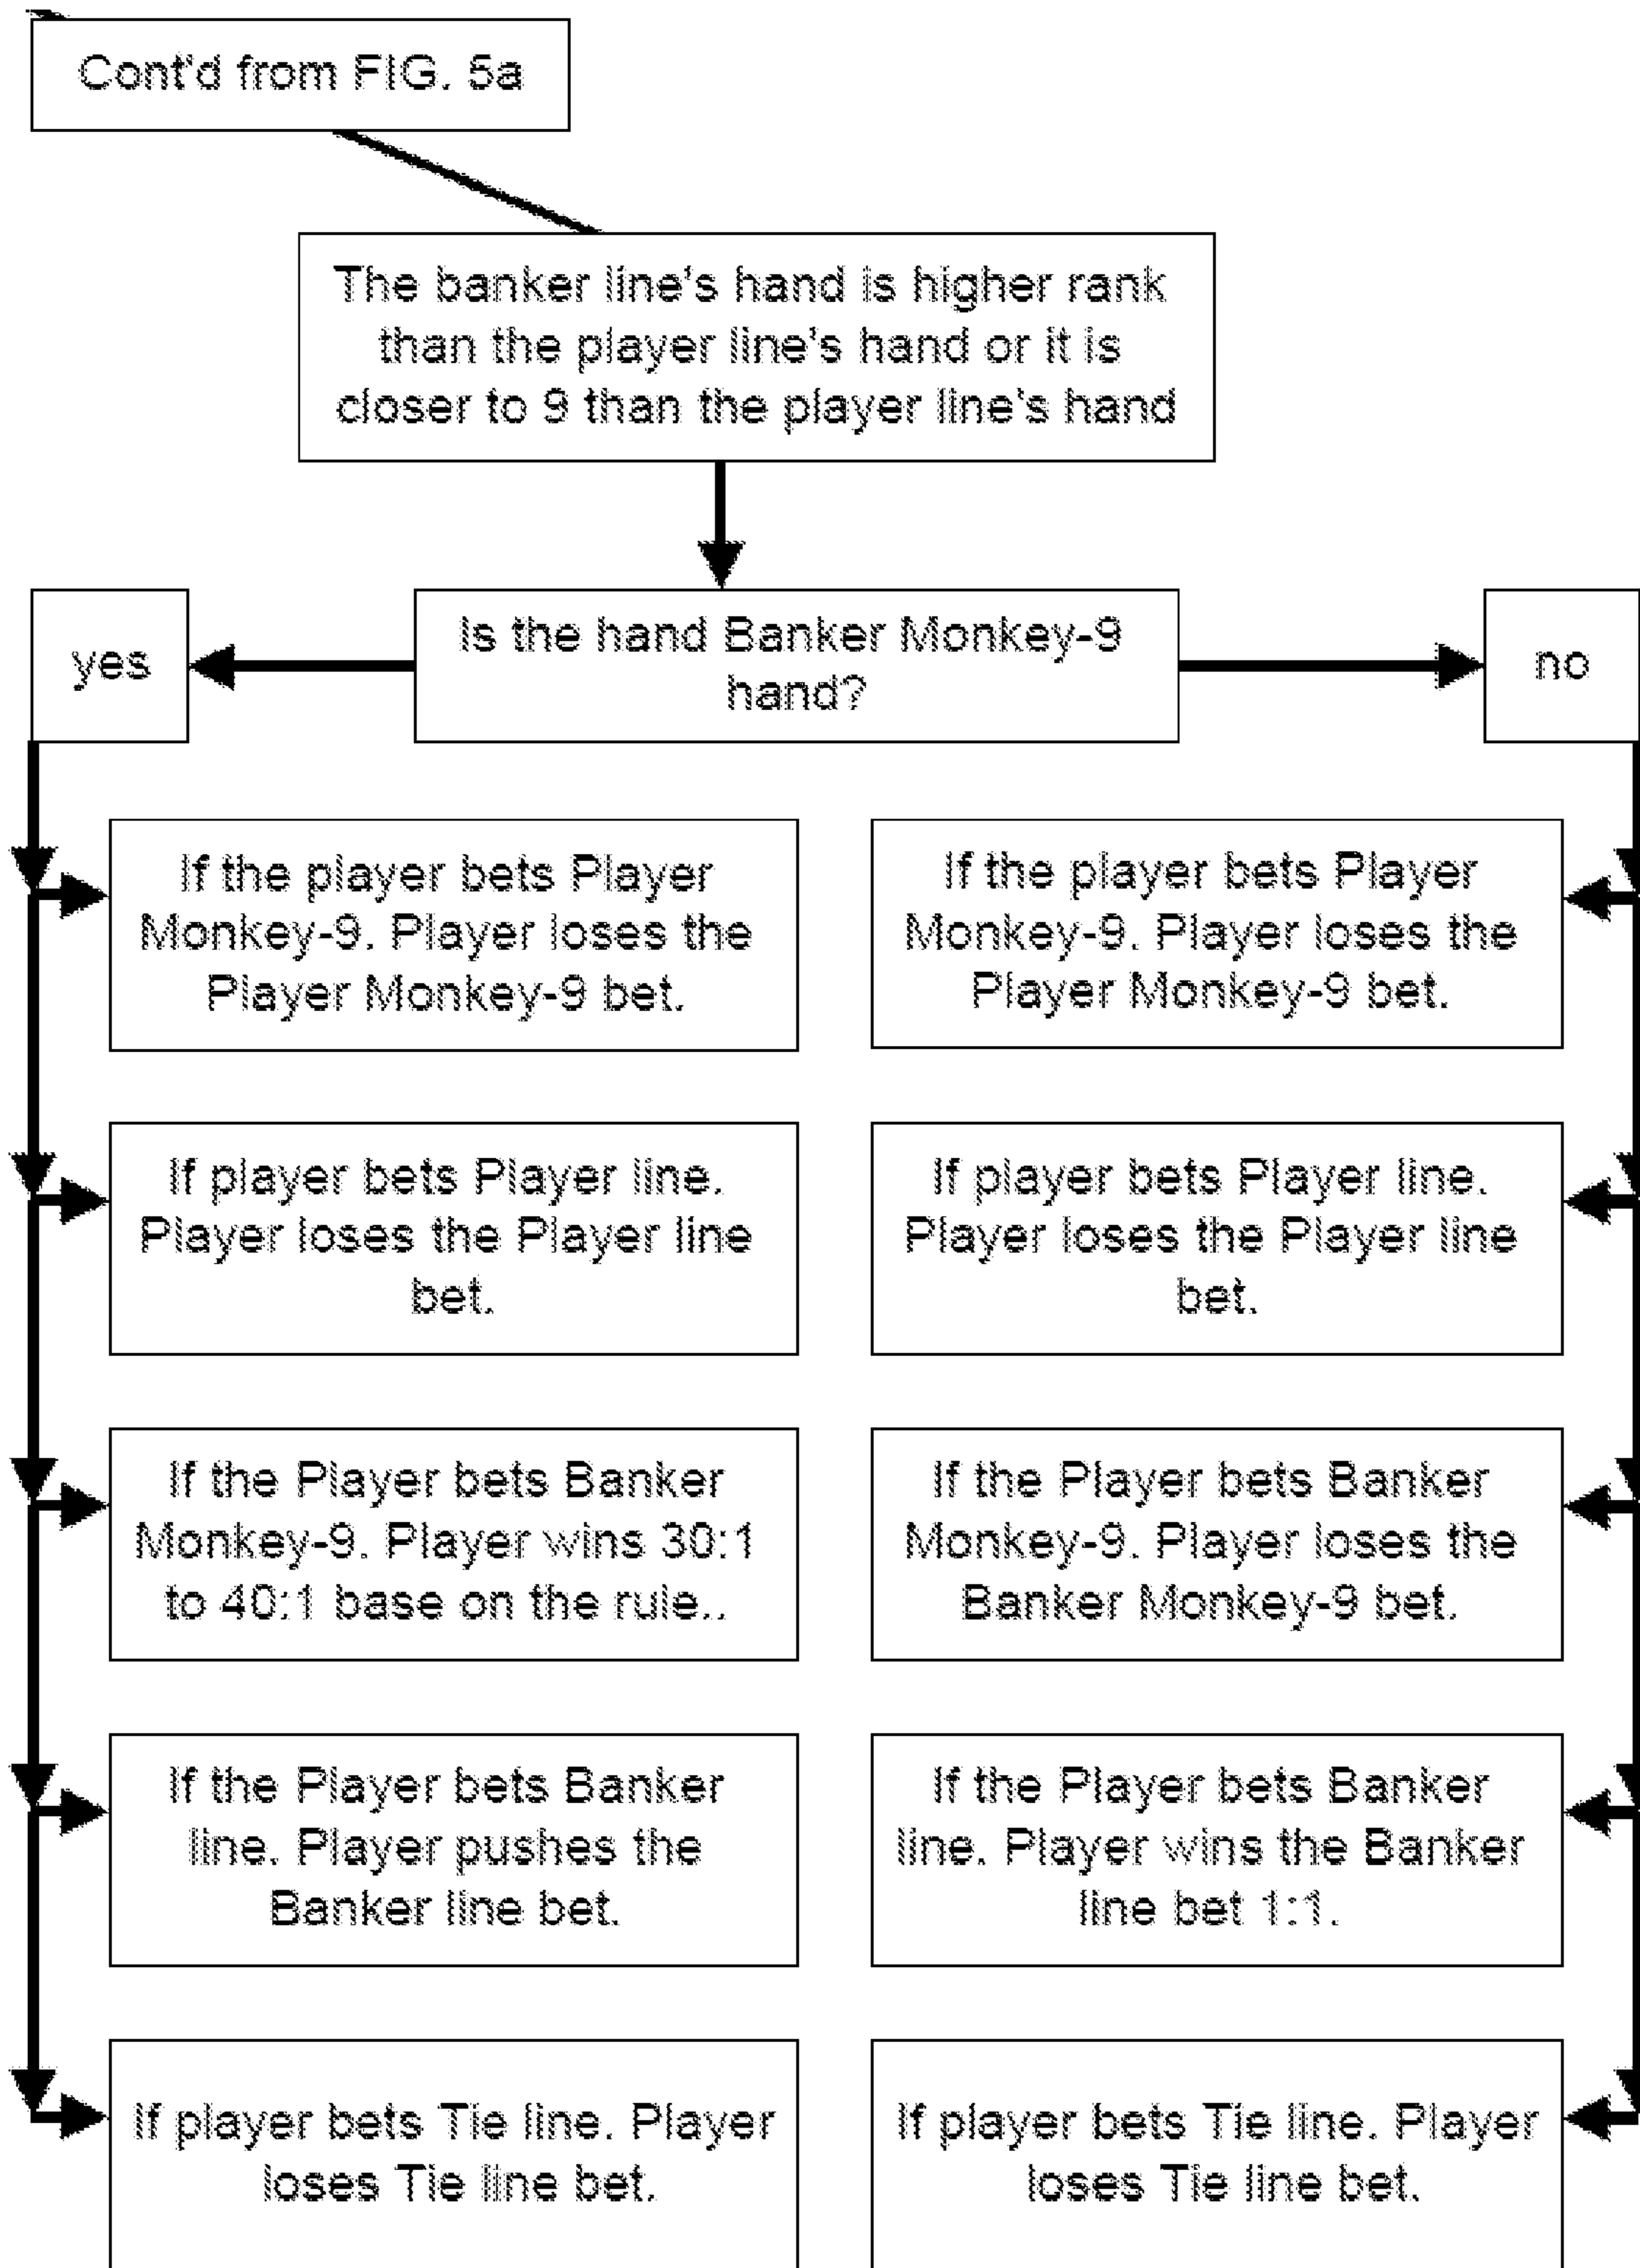 Cont'd from FIG. 5a
The banker line's hand is higher rank
than the player line's hand or it is
closer to 9 than the player line's hand
yes
Is the hand Banker Monkey-9
hand?
no
If the player bets Player
Monkey-9. Player loses the
Player Monkey-9 bet.
If the player bets Player
Monkey-9. Player loses the
Player Monkey-9 bet.
If player bets Player line.
Player loses the Player line
bet.
If player bets Player line.
Player loses the Player line
bet.
If the Player bets Banker
Monkey-9. Player wins 30:1
to 40:1 base on the rule..
If the Player bets Banker
Monkey-9. Player loses the
Banker Monkey-9 bet.
If the Player bets Banker
line. Player pushes the
Banker line bet.
If the Player bets Banker
line. Player wins the Banker
line bet 1:1.
If player bets Tie line. Player
loses Tie line bet.
If player bets Tie line. Player
loses Tie line bet.